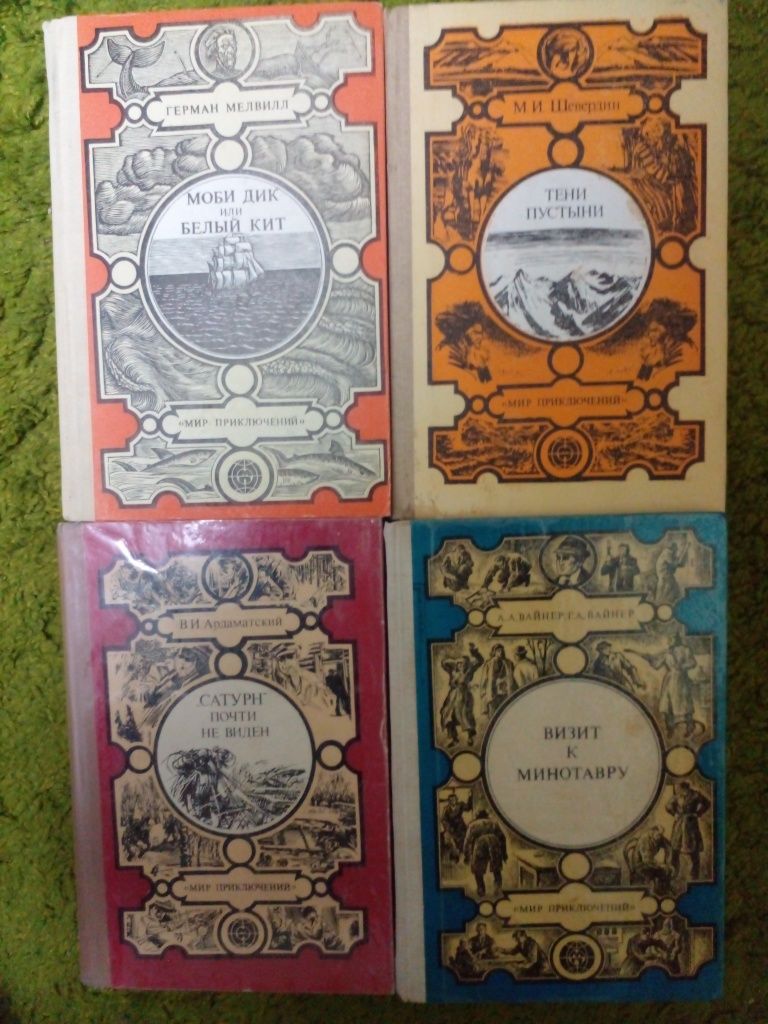 ГЕРМАН МЕЛВИЛЛ
МОБИ ДИК
ИЛИ
БЕЛЫЙ КИТ
«МИР ПРИКЛЮЧЕНИЙ»
М. И. Шевердин
ТЕНИ
ПУСТЫНИ
«МИР ПРИКЛЮЧЕНИЙ»
В. И. Ардаматский
„САТУРН"
ПОЧТИ
НЕ ВИДЕН
«МИР ПРИКЛЮЧЕНИЙ»
А. А. ВАЙНЕР, Г. А. ВАЙНЕР
ВИЗИТ
К
МИНОТАВРУ
«МИР ПРИКЛЮЧЕНИЙ»